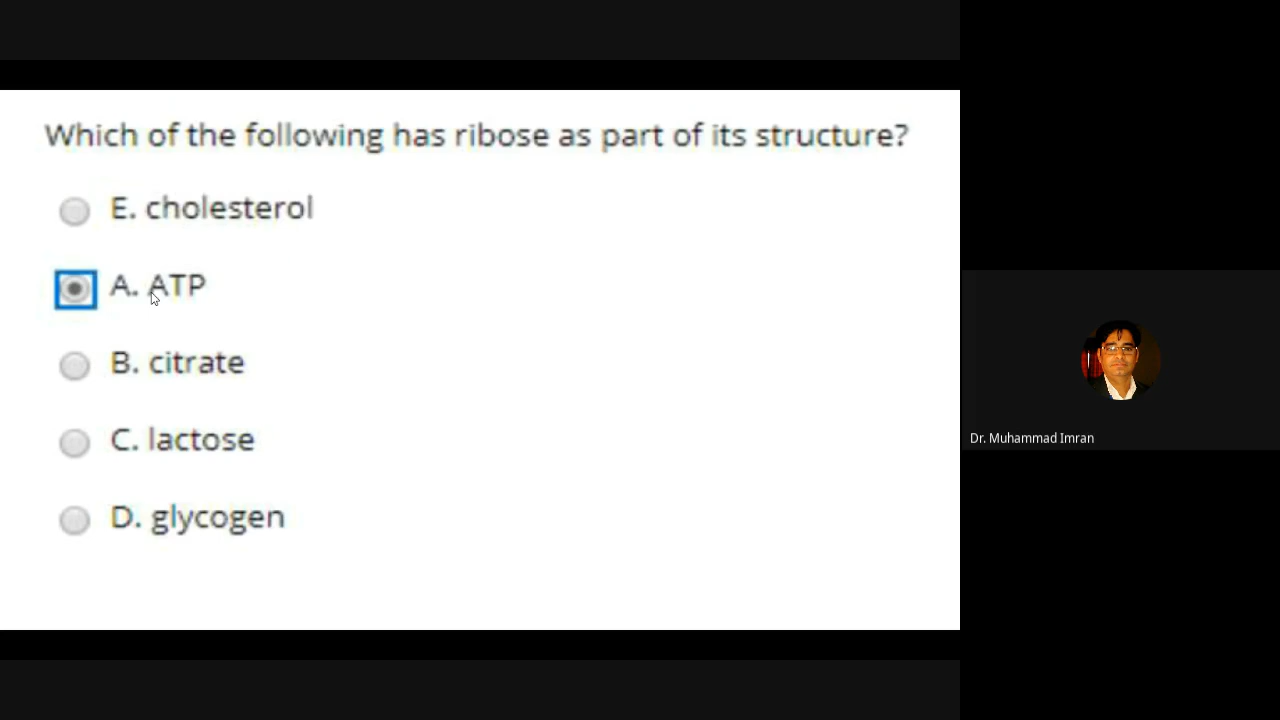 Which of the following has ribose as part of its structure?
E. cholesterol
A. ATP
B. citrate
C. lactose
D. glycogen
Dr. Muhammad Imran